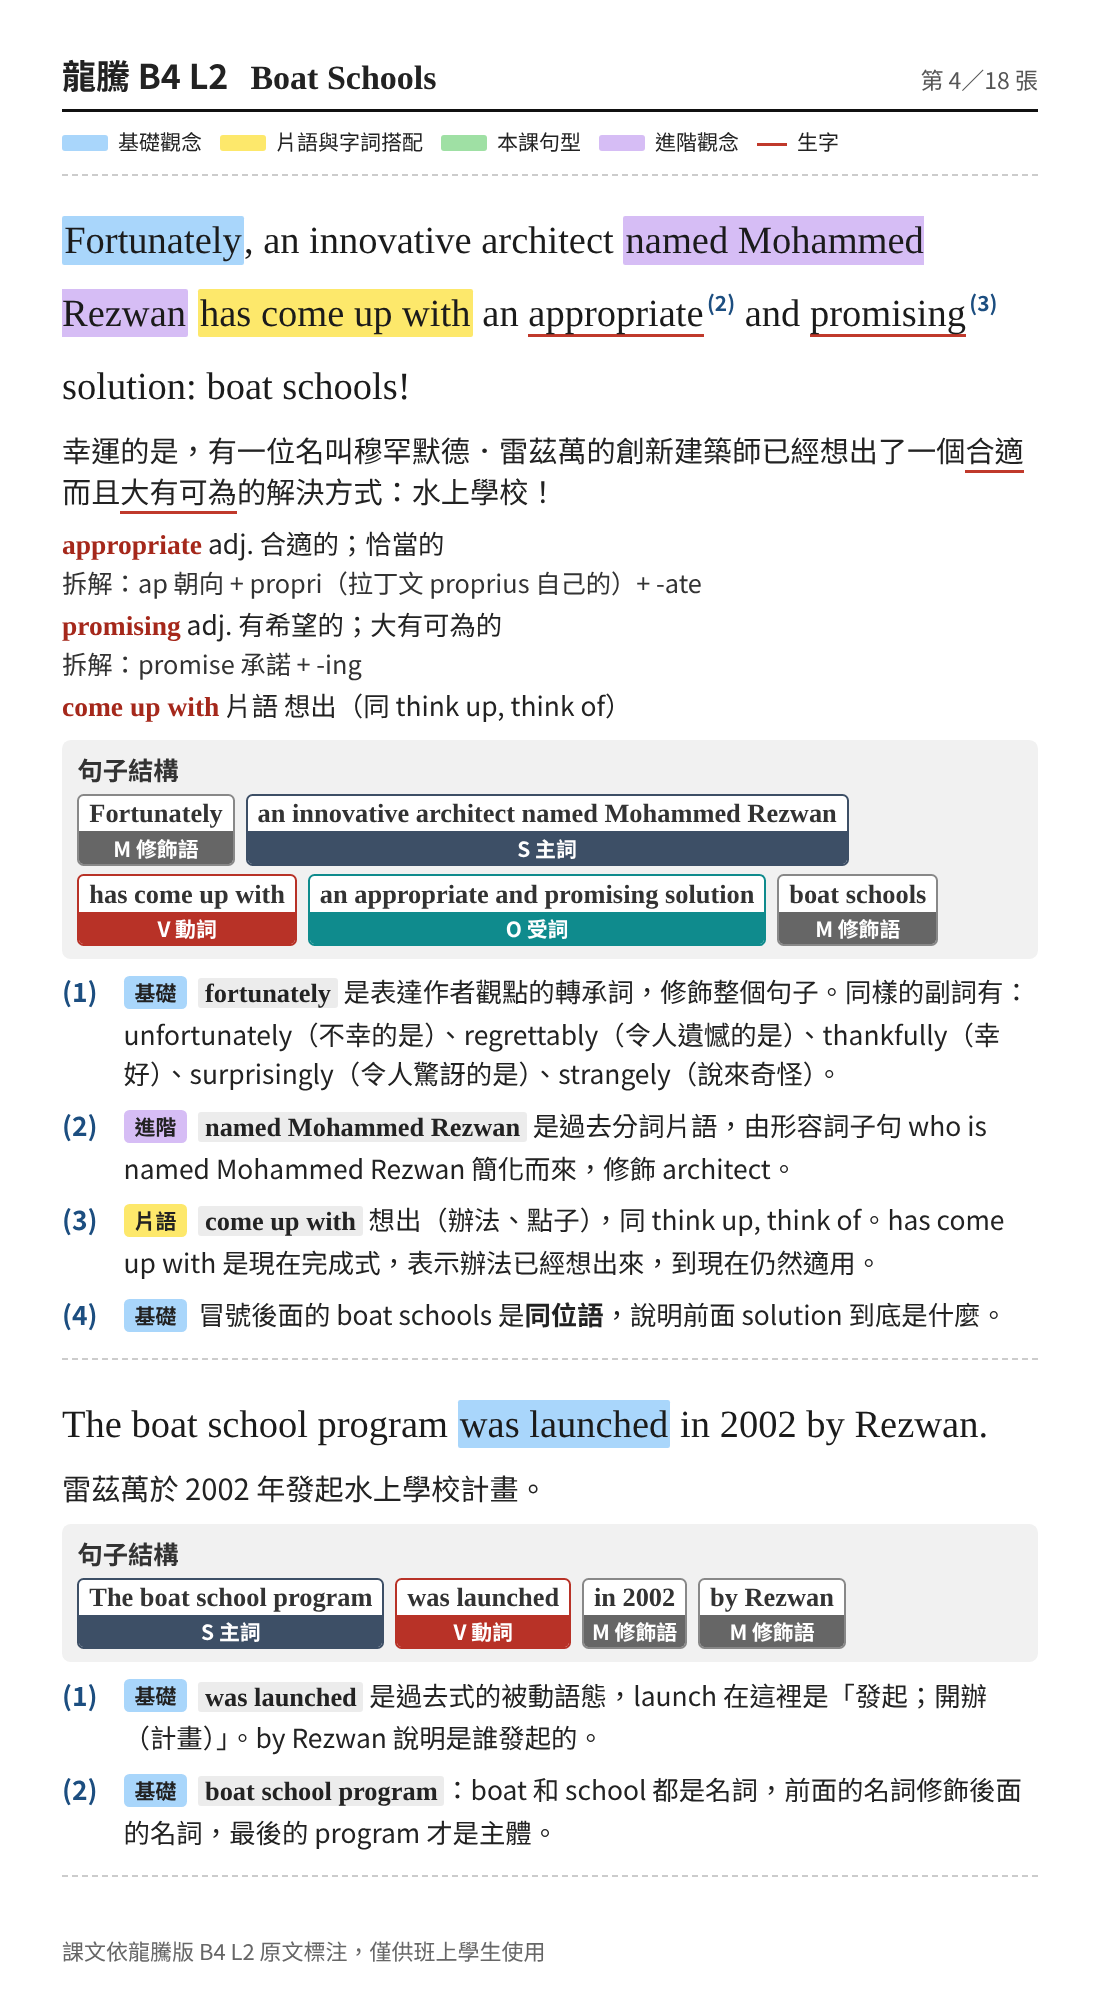 龍騰 B4 L2 Boat Schools
第 4／18 張
基礎觀念 片語與字詞搭配 本課句型 進階觀念 生字
Fortunately, an innovative architect named Mohammed
Rezwan has come up with an appropriate(2) and promising(3)
solution: boat schools!
幸運的是，有一位名叫穆罕默德．雷茲萬的創新建築師已經想出了一個合適
而且大有可為的解決方式：水上學校！
appropriate adj. 合適的；恰當的
拆解：ap 朝向 + propri（拉丁文 proprius 自己的）+ -ate
promising adj. 有希望的；大有可為的
拆解：promise 承諾 + -ing
come up with 片語 想出（同 think up, think of）
句子結構
Fortunately an innovative architect named Mohammed Rezwan
M 修飾語 S 主詞
has come up with an appropriate and promising solution boat schools
V 動詞 O 受詞 M 修飾語
(1) 基礎 fortunately 是表達作者觀點的轉承詞，修飾整個句子。同樣的副詞有：
unfortunately（不幸的是）、regrettably（令人遺憾的是）、thankfully（幸
好）、surprisingly（令人驚訝的是）、strangely（說來奇怪）。
(2) 進階 named Mohammed Rezwan 是過去分詞片語，由形容詞子句 who is
named Mohammed Rezwan 簡化而來，修飾 architect。
(3) 片語 come up with 想出（辦法、點子），同 think up, think of。has come
up with 是現在完成式，表示辦法已經想出來，到現在仍然適用。
(4) 基礎 冒號後面的 boat schools 是同位語，說明前面 solution 到底是什麼。
The boat school program was launched in 2002 by Rezwan.
雷茲萬於 2002 年發起水上學校計畫。
句子結構
The boat school program was launched in 2002 by Rezwan
S 主詞 V 動詞 M 修飾語 M 修飾語
(1) 基礎 was launched 是過去式的被動語態，launch 在這裡是「發起；開辦
（計畫）」。by Rezwan 說明是誰發起的。
(2) 基礎 boat school program：boat 和 school 都是名詞，前面的名詞修飾後面
的名詞，最後的 program 才是主體。
課文依龍騰版 B4 L2 原文標注，僅供班上學生使用